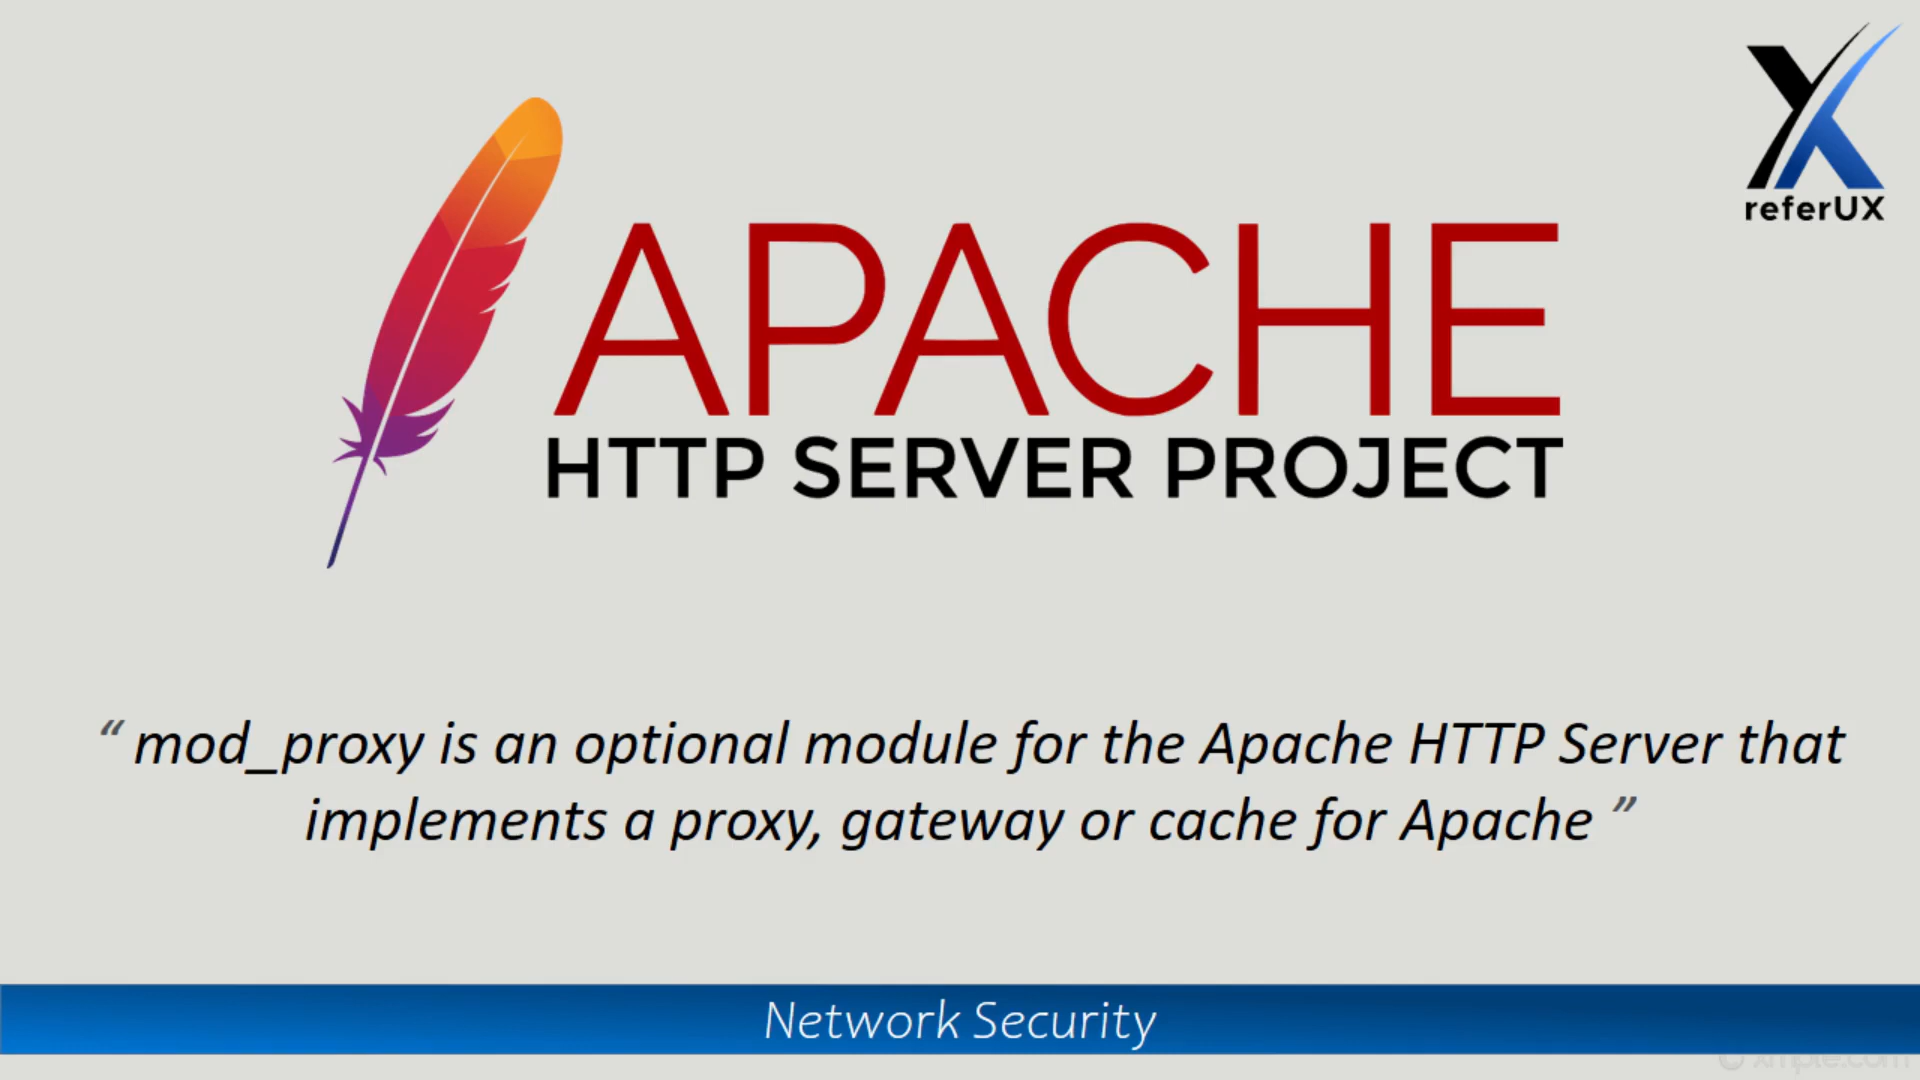 referUX
APACHE
HTTP SERVER PROJECT
“ mod_proxy is an optional module for the Apache HTTP Server that
implements a proxy, gateway or cache for Apache ”
Network Security